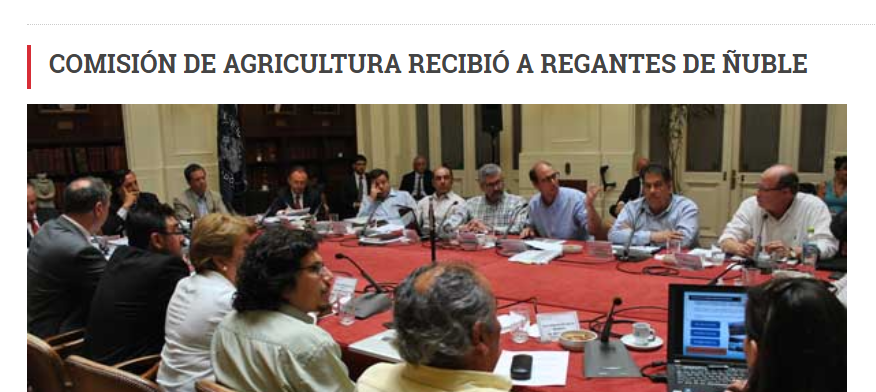 COMISIÓN DE AGRICULTURA RECIBIÓ A REGANTES DE ÑUBLE